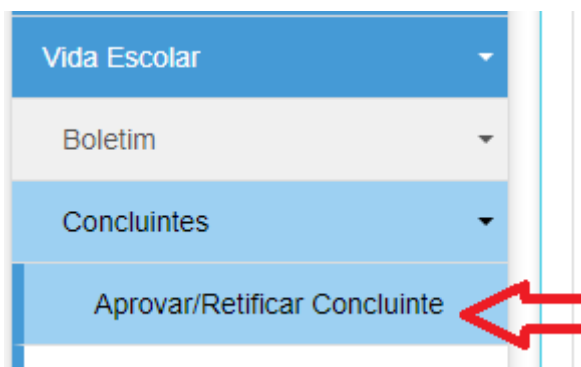 Vida Escolar
Boletim
Concluintes
Aprovar/Retificar Concluinte